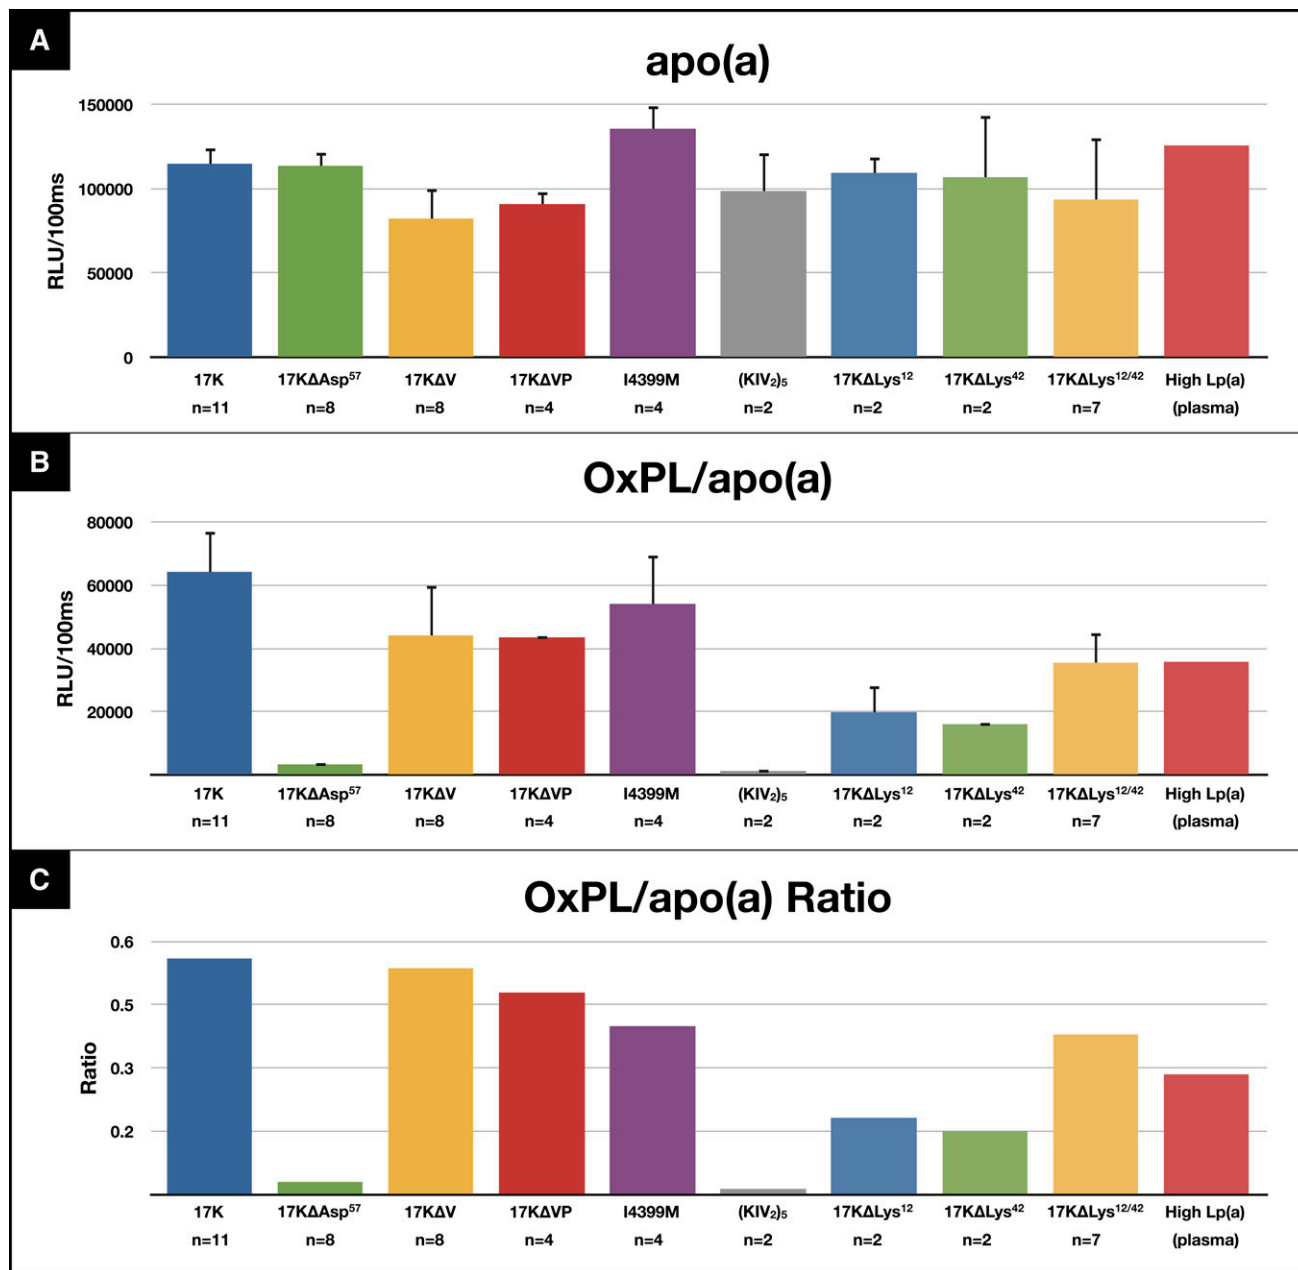 A
apo(a)
RLU/100ms
150000
100000
50000
0
17K 17KΔAsp⁵⁷ 17KΔV 17KΔVP I4399M (KIV₂)₅ 17KΔLys¹² 17KΔLys⁴² 17KΔLys¹²/⁴² High Lp(a)
n=11 n=8 n=8 n=4 n=4 n=2 n=2 n=2 n=7 (plasma)
B
OxPL/apo(a)
RLU/100ms
80000
60000
40000
20000
17K 17KΔAsp⁵⁷ 17KΔV 17KΔVP I4399M (KIV₂)₅ 17KΔLys¹² 17KΔLys⁴² 17KΔLys¹²/⁴² High Lp(a)
n=11 n=8 n=8 n=4 n=4 n=2 n=2 n=2 n=7 (plasma)
C
OxPL/apo(a) Ratio
Ratio
0.6
0.5
0.3
0.2
17K 17KΔAsp⁵⁷ 17KΔV 17KΔVP I4399M (KIV₂)₅ 17KΔLys¹² 17KΔLys⁴² 17KΔLys¹²/⁴² High Lp(a)
n=11 n=8 n=8 n=4 n=4 n=2 n=2 n=2 n=7 (plasma)